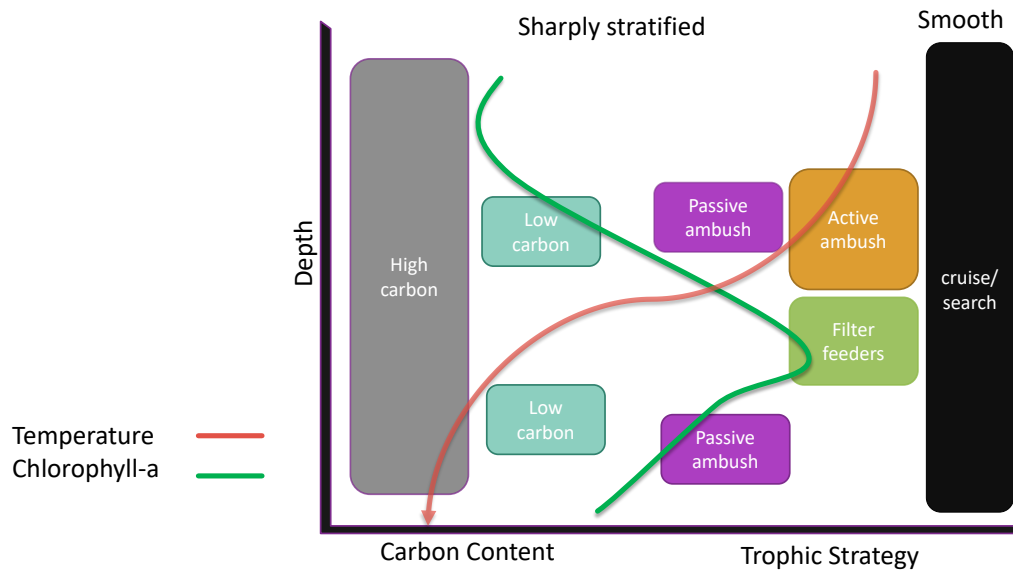 Sharply stratified
Smooth
Depth
High
carbon
Low
carbon
Passive
ambush
Active
ambush
cruise/
search
Filter
feeders
Low
carbon
Passive
ambush
Temperature
Chlorophyll-a
Carbon Content
Trophic Strategy